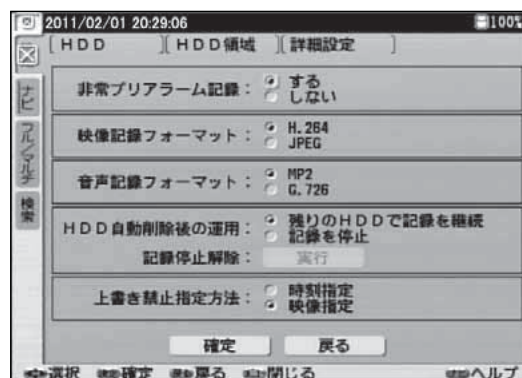 2011/02/01 20:29:06 100%
[HDD ][HDD領域 ][詳細設定 ]
ナビ
フル/マルチ
検索
非常プリアラーム記録: する
しない
映像記録フォーマット: H.264
JPEG
音声記録フォーマット: MP2
G.726
HDD自動削除後の運用: 残りのHDDで記録を継続
記録を停止
記録停止解除: 実行
上書き禁止指定方法: 時刻指定
映像指定
確定 戻る
選択 確定 戻る 閉じる ヘルプ